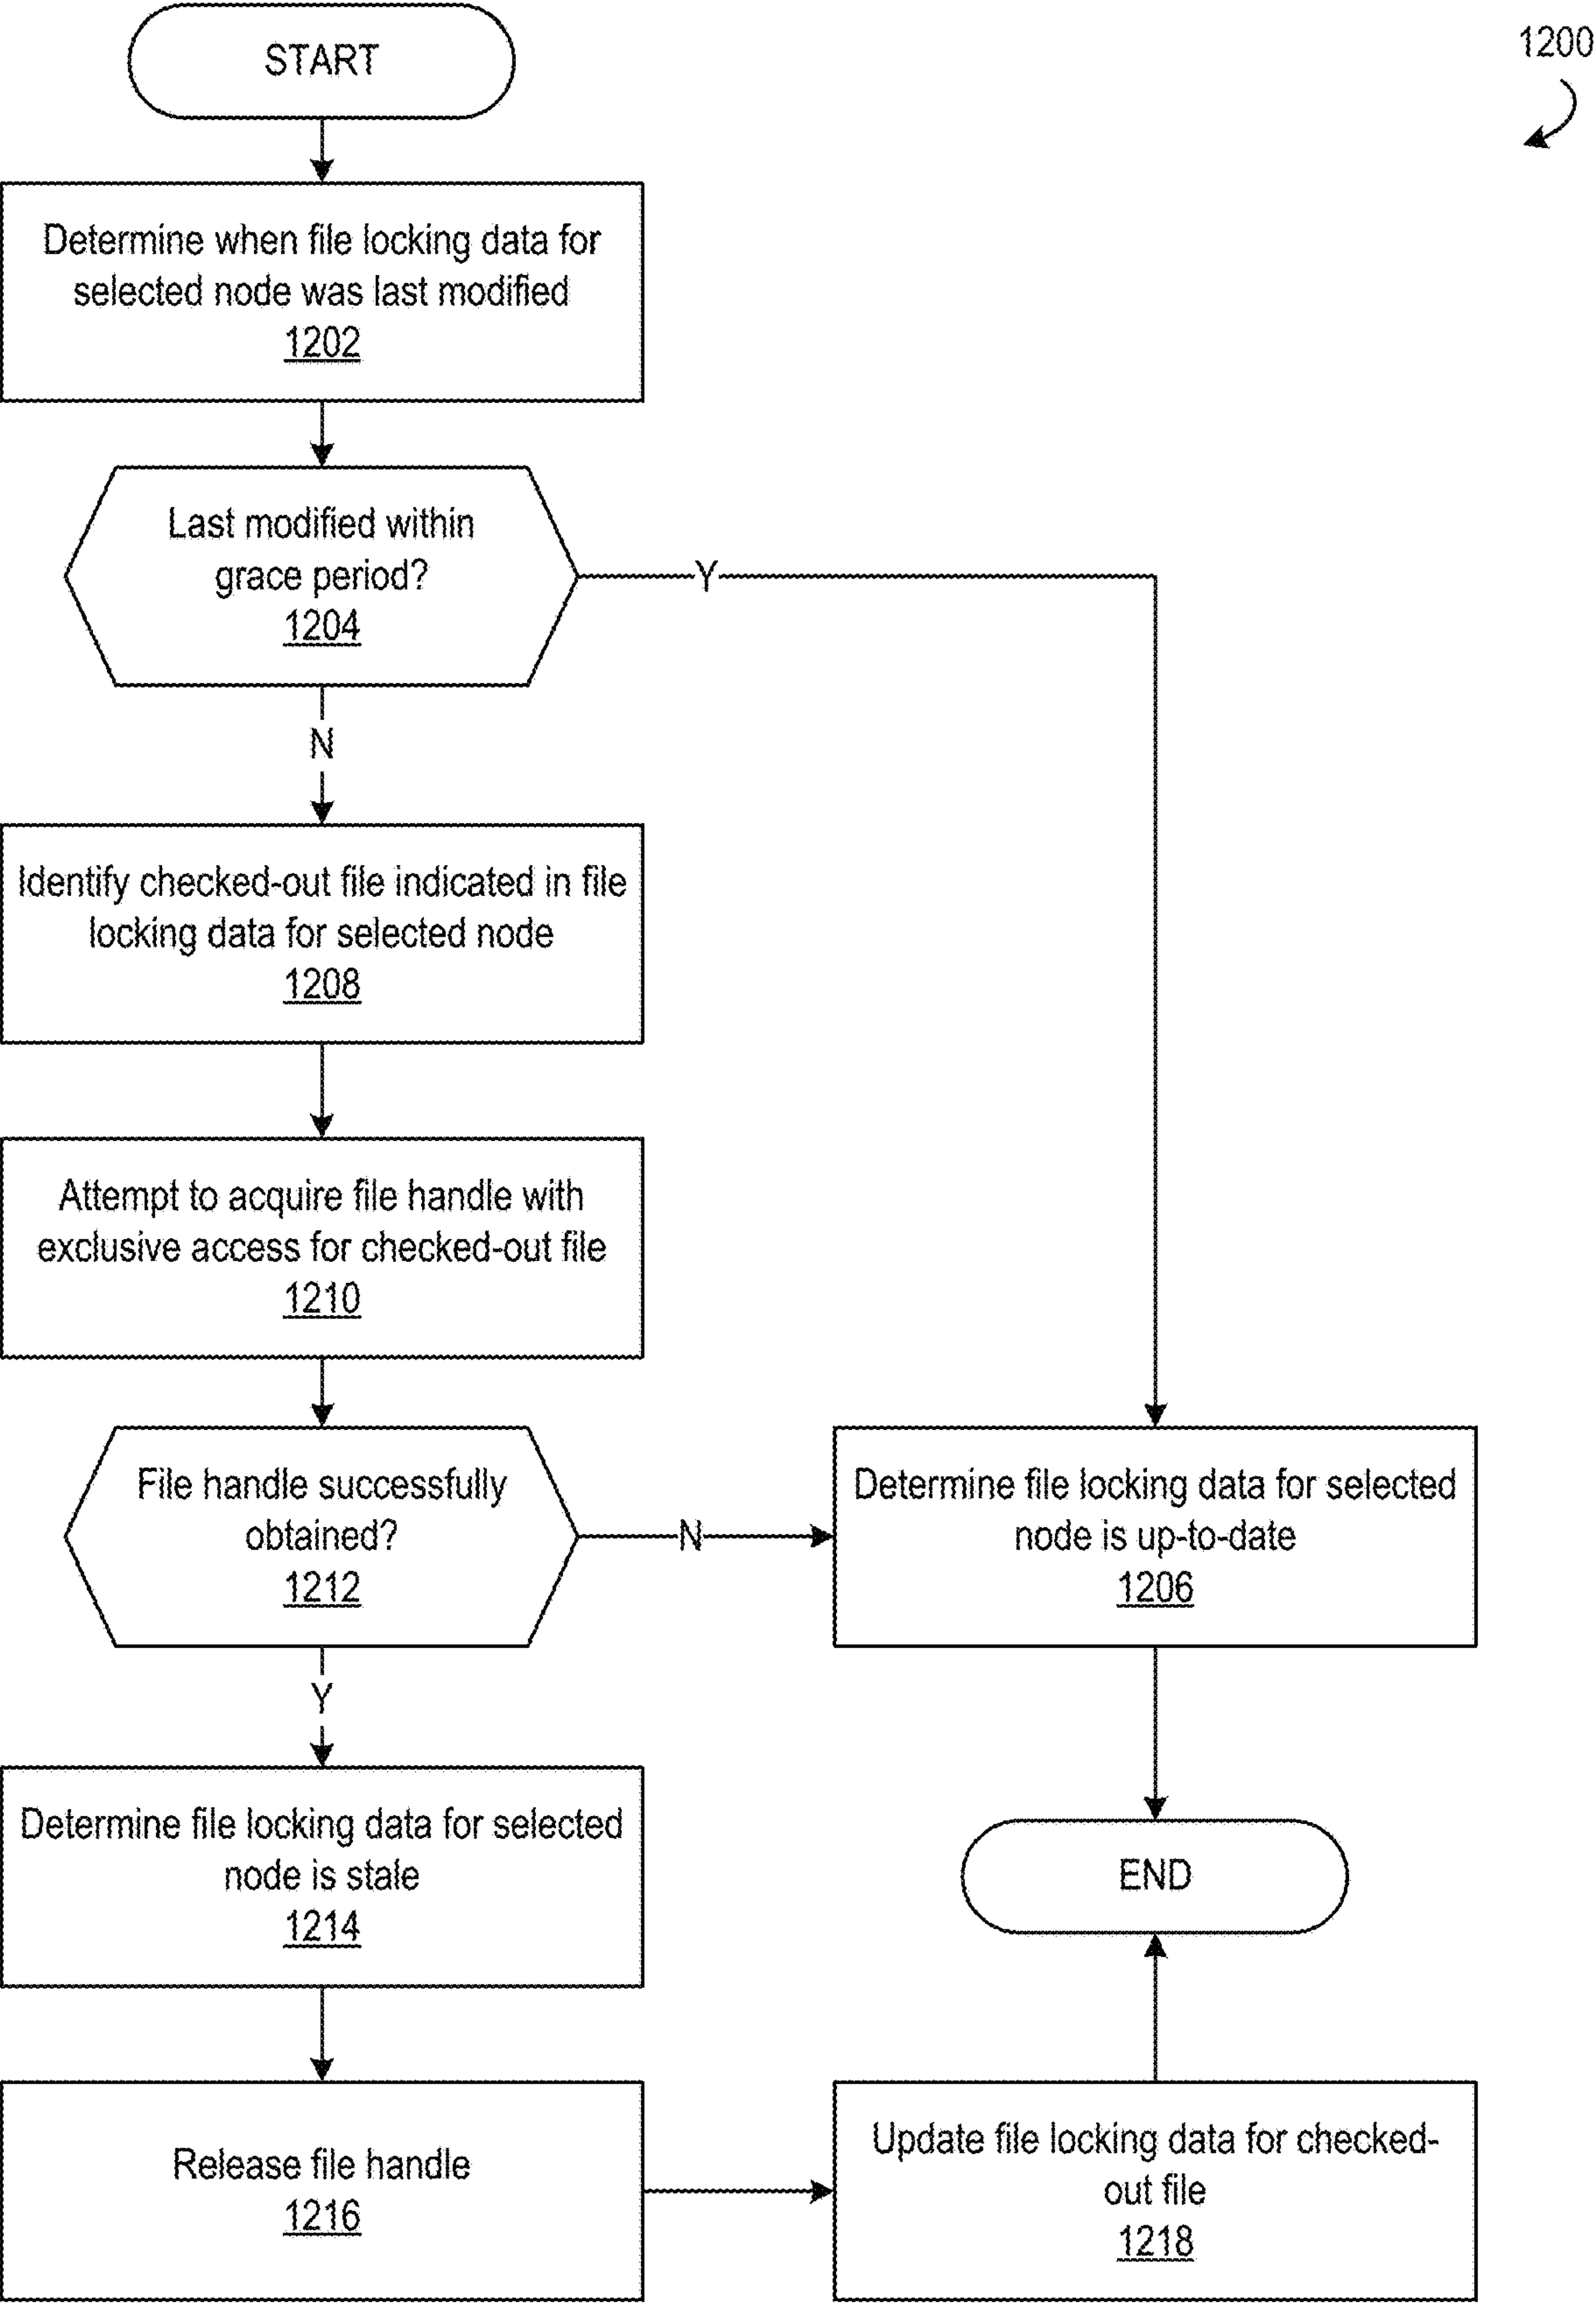 START
1200
Determine when file locking data for
selected node was last modified
1202
Last modified within
grace period?
1204
Y
N
Identify checked-out file indicated in file
locking data for selected node
1208
Attempt to acquire file handle with
exclusive access for checked-out file
1210
File handle successfully
obtained?
1212
N
Determine file locking data for selected
node is up-to-date
1206
Y
Determine file locking data for selected
node is stale
1214
END
Release file handle
1216
Update file locking data for checked-
out file
1218